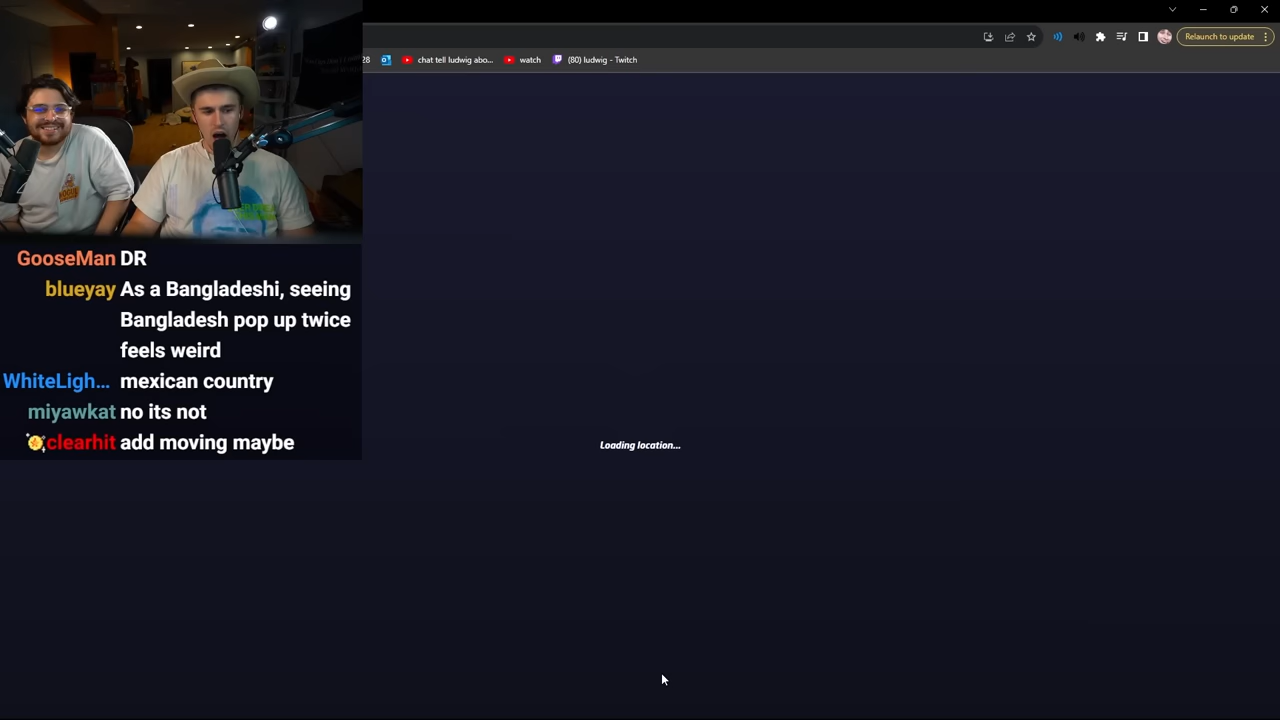 Relaunch to update
28
chat tell ludwig abo...
watch
(80) ludwig - Twitch
GooseMan DR
blueyay As a Bangladeshi, seeing
Bangladesh pop up twice
feels weird
WhiteLigh... mexican country
miyawkat no its not
clearhit add moving maybe
Loading location...